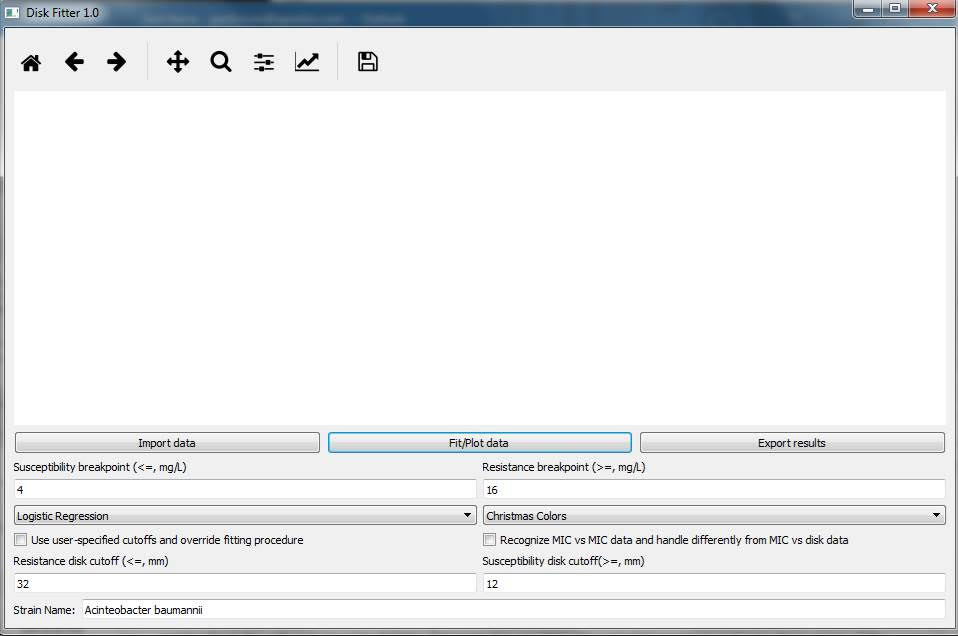 Disk Fitter 1.0
Import data
Fit/Plot data
Export results
Susceptibility breakpoint (<=, mg/L)
Resistance breakpoint (>=, mg/L)
4
16
Logistic Regression
Christmas Colors
Use user-specified cutoffs and override fitting procedure
Recognize MIC vs MIC data and handle differently from MIC vs disk data
Resistance disk cutoff (<=, mm)
Susceptibility disk cutoff(>=, mm)
32
12
Strain Name: Acinteobacter baumannii